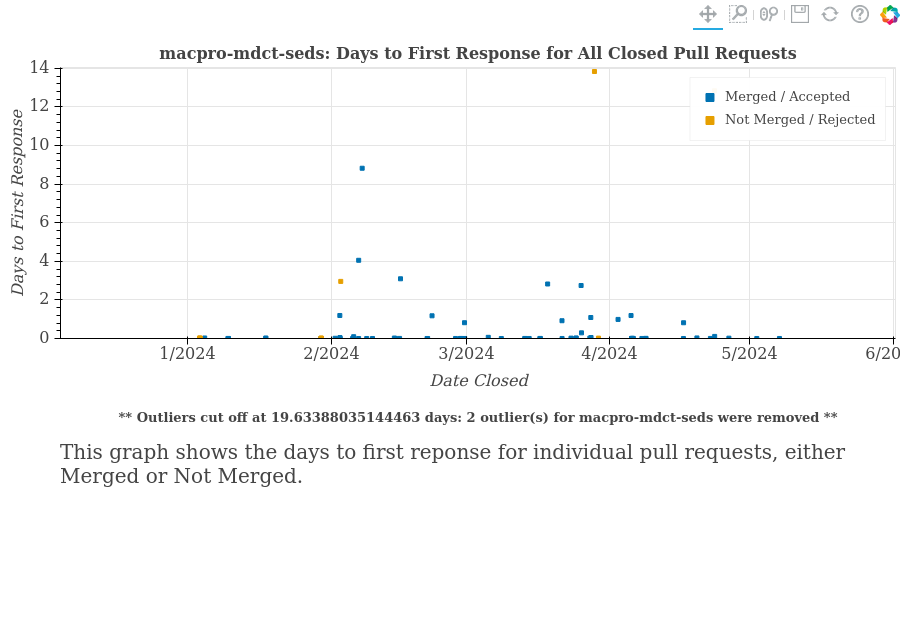 macpro-mdct-seds: Days to First Response for All Closed Pull Requests
14
12
10
8
6
4
2
0
Days to First Response
Merged / Accepted
Not Merged / Rejected
1/2024
2/2024
3/2024
4/2024
5/2024
6/20
Date Closed
** Outliers cut off at 19.63388035144463 days: 2 outlier(s) for macpro-mdct-seds were removed **
This graph shows the days to first reponse for individual pull requests, either
Merged or Not Merged.